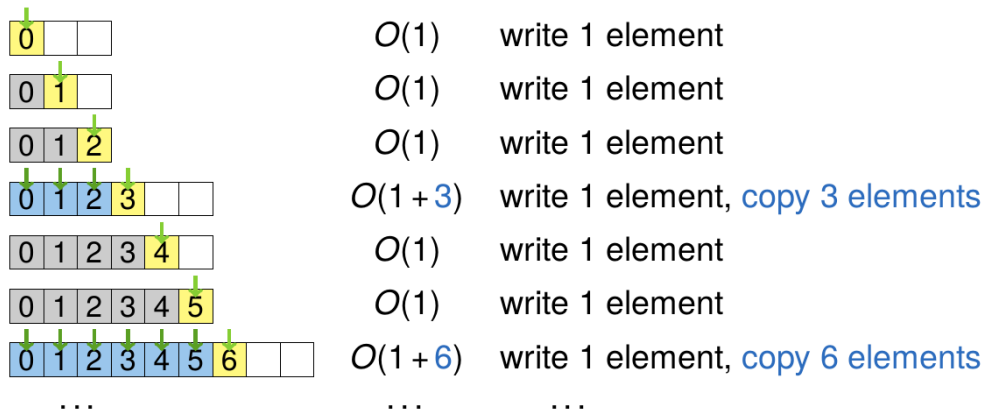 0 O(1) write 1 element
0 1 O(1) write 1 element
0 1 2 O(1) write 1 element
0 1 2 3 O(1 + 3) write 1 element, copy 3 elements
0 1 2 3 4 O(1) write 1 element
0 1 2 3 4 5 O(1) write 1 element
0 1 2 3 4 5 6 O(1 + 6) write 1 element, copy 6 elements
... ... ...